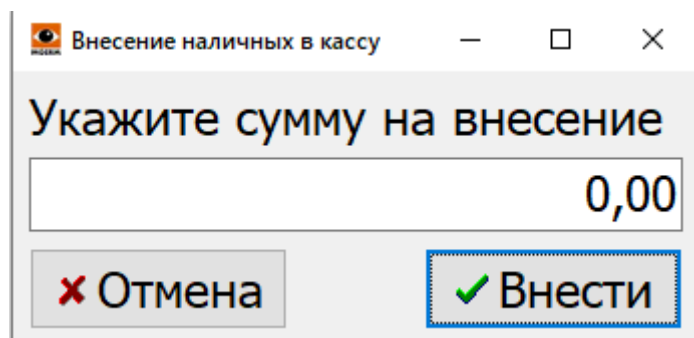 Внесение наличных в кассу
Укажите сумму на внесение
0,00
Отмена
Внести